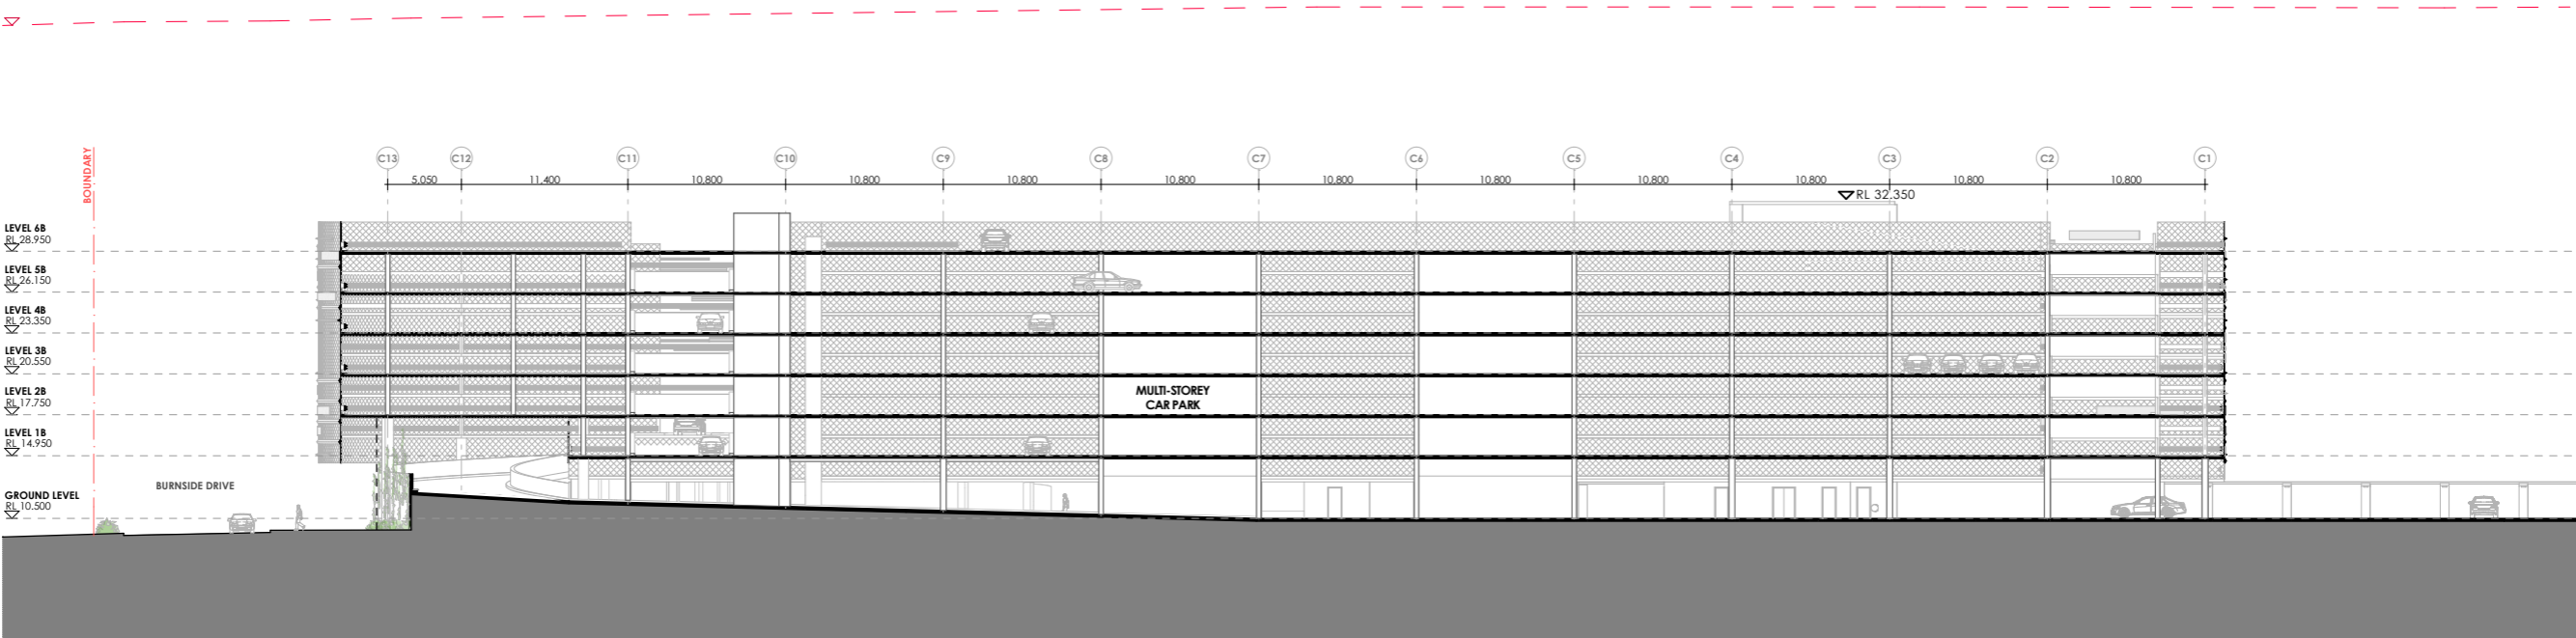 C13 C12 C11 C10 C9 C8 C7 C6 C5 C4 C3 C2 C1
5,050 11,400 10,800 10,800 10,800 10,800 10,800 10,800 10,800 10,800 10,800 10,800
RL 32.350
BOUNDARY
LEVEL 6B
RL 28.950
LEVEL 5B
RL 26.150
LEVEL 4B
RL 23.350
LEVEL 3B
RL 20.550
LEVEL 2B
RL 17.750
LEVEL 1B
RL 14.950
GROUND LEVEL
RL 10.500
BURNSIDE DRIVE
MULTI-STOREY
CAR PARK